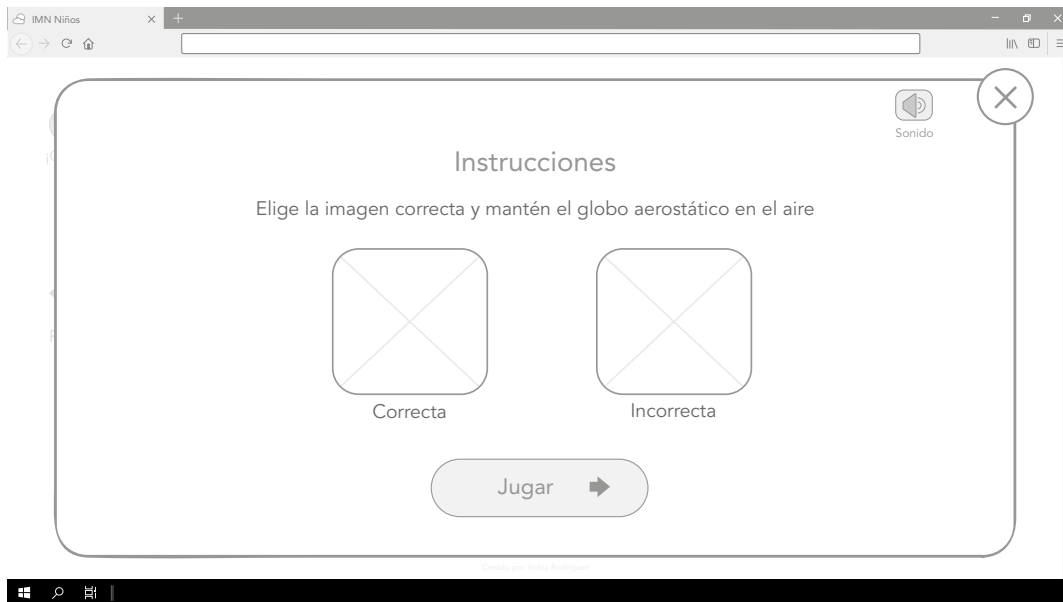 IMN Niños
Sonido
Instrucciones
Elige la imagen correcta y mantén el globo aerostático en el aire
Correcta
Incorrecta
Jugar